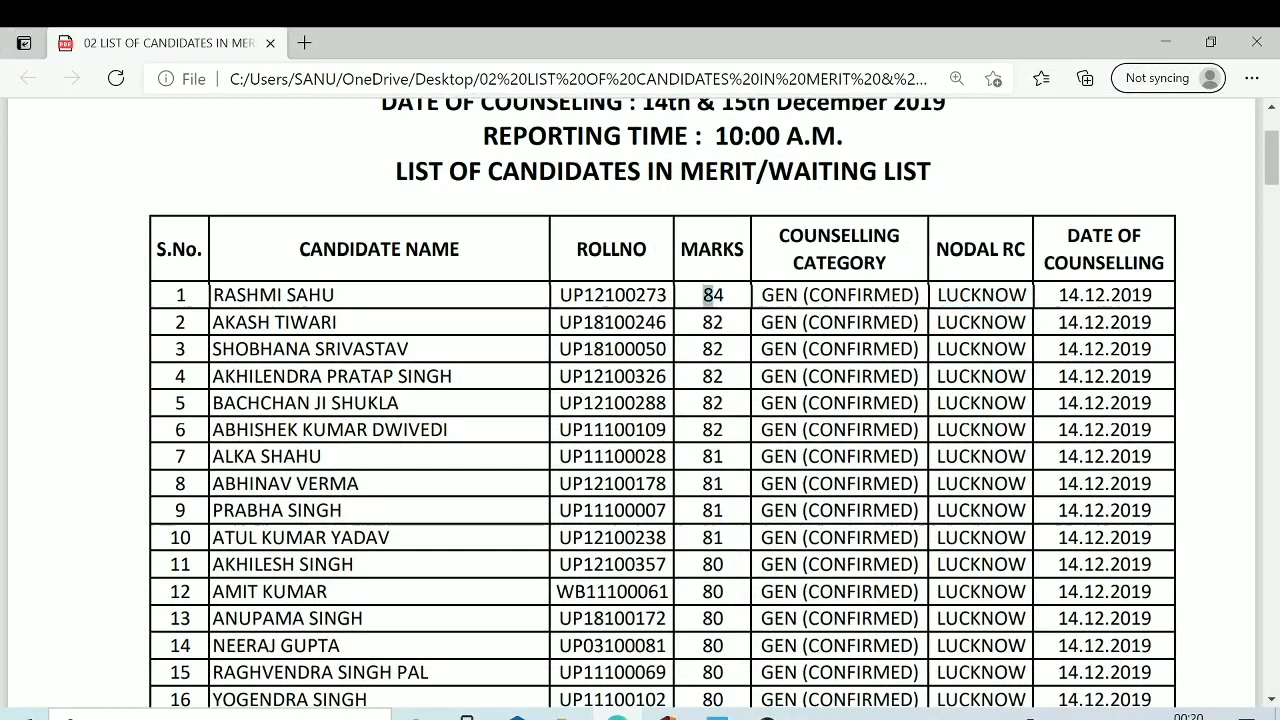 02 LIST OF CANDIDATES IN MER
File C:/Users/SANU/OneDrive/Desktop/02%20LIST%20OF%20CANDIDATES%20IN%20MERIT%20&%2... Not syncing
DATE OF COUNSELING : 14th & 15th December 2019
REPORTING TIME : 10:00 A.M.
LIST OF CANDIDATES IN MERIT/WAITING LIST
S.No. CANDIDATE NAME ROLLNO MARKS COUNSELLING CATEGORY NODAL RC DATE OF COUNSELLING
1 RASHMI SAHU UP12100273 84 GEN (CONFIRMED) LUCKNOW 14.12.2019
2 AKASH TIWARI UP18100246 82 GEN (CONFIRMED) LUCKNOW 14.12.2019
3 SHOBHANA SRIVASTAV UP18100050 82 GEN (CONFIRMED) LUCKNOW 14.12.2019
4 AKHILENDRA PRATAP SINGH UP12100326 82 GEN (CONFIRMED) LUCKNOW 14.12.2019
5 BACHCHAN JI SHUKLA UP12100288 82 GEN (CONFIRMED) LUCKNOW 14.12.2019
6 ABHISHEK KUMAR DWIVEDI UP11100109 82 GEN (CONFIRMED) LUCKNOW 14.12.2019
7 ALKA SHAHU UP11100028 81 GEN (CONFIRMED) LUCKNOW 14.12.2019
8 ABHINAV VERMA UP12100178 81 GEN (CONFIRMED) LUCKNOW 14.12.2019
9 PRABHA SINGH UP11100007 81 GEN (CONFIRMED) LUCKNOW 14.12.2019
10 ATUL KUMAR YADAV UP12100238 81 GEN (CONFIRMED) LUCKNOW 14.12.2019
11 AKHILESH SINGH UP12100357 80 GEN (CONFIRMED) LUCKNOW 14.12.2019
12 AMIT KUMAR WB11100061 80 GEN (CONFIRMED) LUCKNOW 14.12.2019
13 ANUPAMA SINGH UP18100172 80 GEN (CONFIRMED) LUCKNOW 14.12.2019
14 NEERAJ GUPTA UP03100081 80 GEN (CONFIRMED) LUCKNOW 14.12.2019
15 RAGHVENDRA SINGH PAL UP11100069 80 GEN (CONFIRMED) LUCKNOW 14.12.2019
16 YOGENDRA SINGH UP11100102 80 GEN (CONFIRMED) LUCKNOW 14.12.2019
00:20